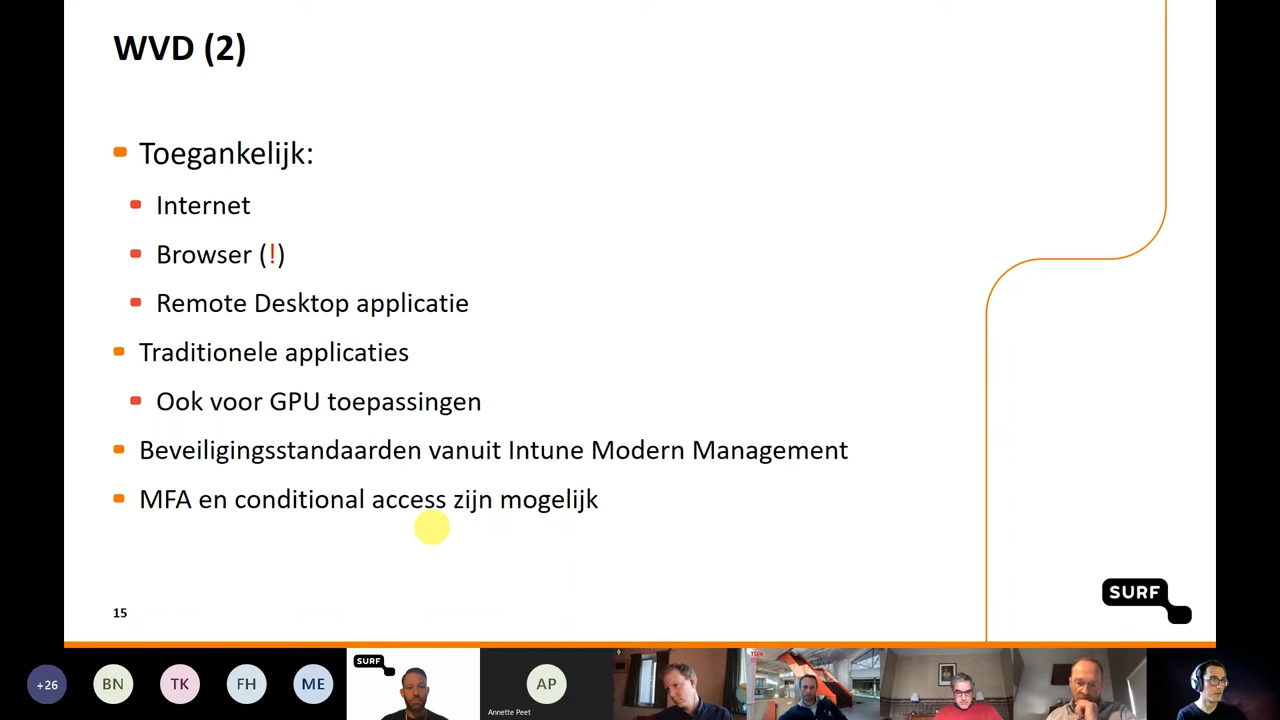 WVD (2)
Toegankelijk:
Internet
Browser (!)
Remote Desktop applicatie
Traditionele applicaties
Ook voor GPU toepassingen
Beveiligingsstandaarden vanuit Intune Modern Management
MFA en conditional access zijn mogelijk
15
SURF
+26
BN
TK
FH
ME
SURF
AP
Annette Peet